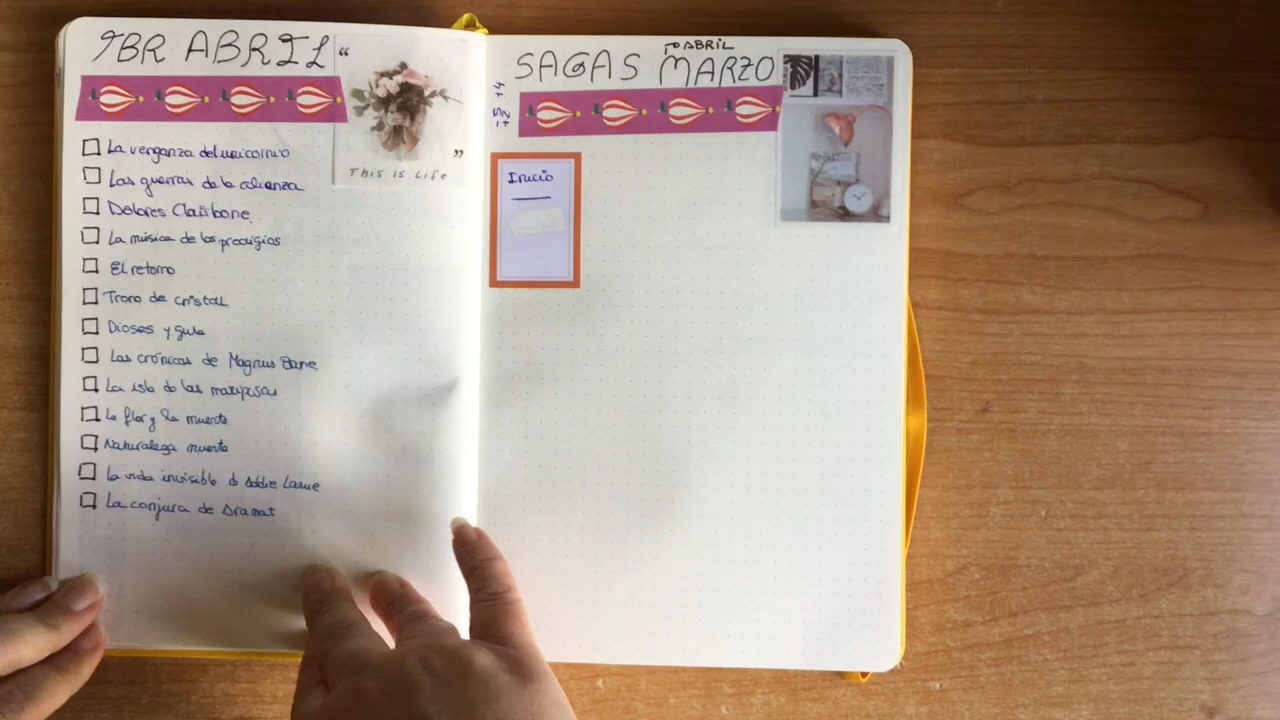 TBR ABRIL
“
”
This is Life
La venganza del unicornio
Las guerras de la alianza
Dolores Claiborne
La música de los prodigios
El retorno
Trono de cristal
Dioses y gula
Las crónicas de Magnus Bane
La isla de las mariposas
La flor y la muerte
Naturaleza muerta
La vida invisible d Addie Larue
La conjura de Aramat
ABRIL
SAGAS MARZO
+4
Inicio